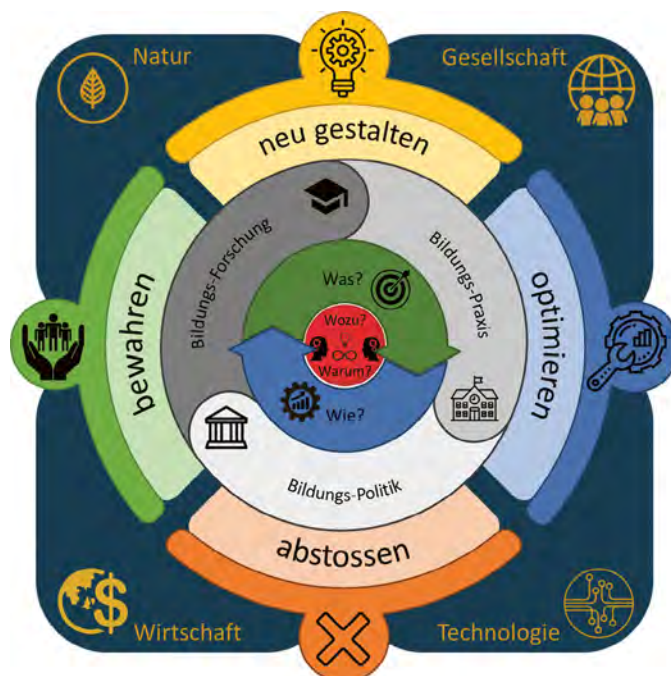 Natur
Gesellschaft
neu gestalten
Bildungs-Forschung
Bildungs-Praxis
bewahren
optimieren
Was?
Wozu?
Warum?
Wie?
Bildungs-Politik
abstossen
$
Wirtschaft
Technologie